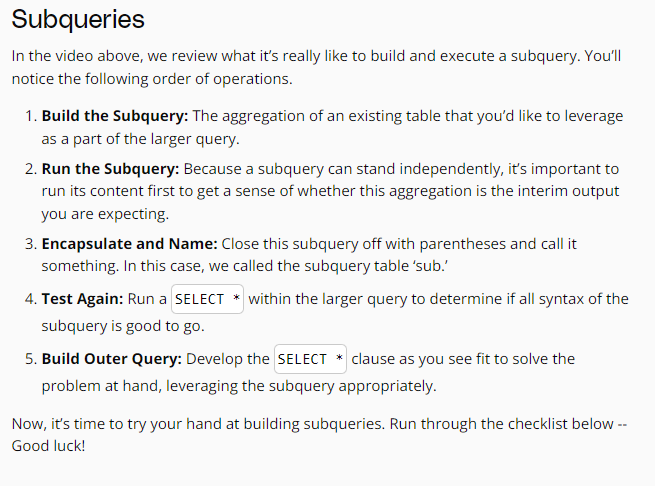 Subqueries
In the video above, we review what it’s really like to build and execute a subquery. You’ll
notice the following order of operations.
1. Build the Subquery: The aggregation of an existing table that you’d like to leverage
as a part of the larger query.
2. Run the Subquery: Because a subquery can stand independently, it’s important to
run its content first to get a sense of whether this aggregation is the interim output
you are expecting.
3. Encapsulate and Name: Close this subquery off with parentheses and call it
something. In this case, we called the subquery table ‘sub.’
4. Test Again: Run a SELECT * within the larger query to determine if all syntax of the
subquery is good to go.
5. Build Outer Query: Develop the SELECT * clause as you see fit to solve the
problem at hand, leveraging the subquery appropriately.
Now, it’s time to try your hand at building subqueries. Run through the checklist below --
Good luck!